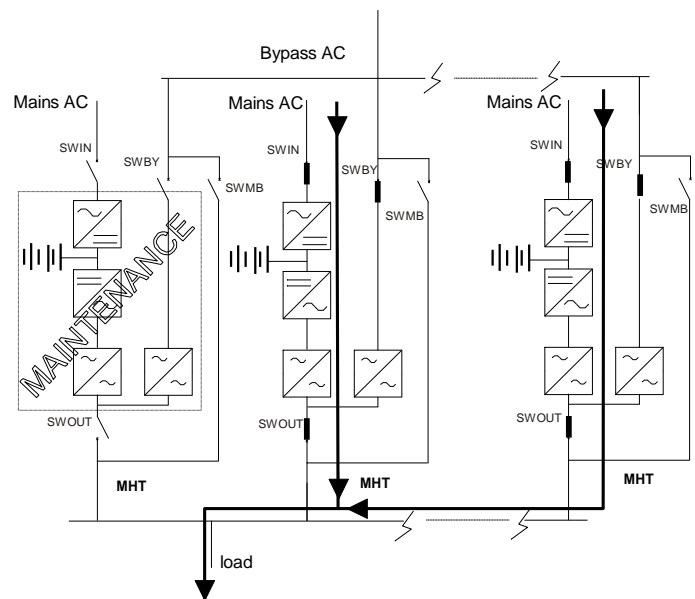 Bypass AC
Mains AC
Mains AC
Mains AC
SWIN
SWBY
SWMB
SWIN
SWBY
SWMB
SWIN
SWBY
SWMB
MAINTENANCE
SWOUT
SWOUT
SWOUT
MHT
MHT
MHT
load